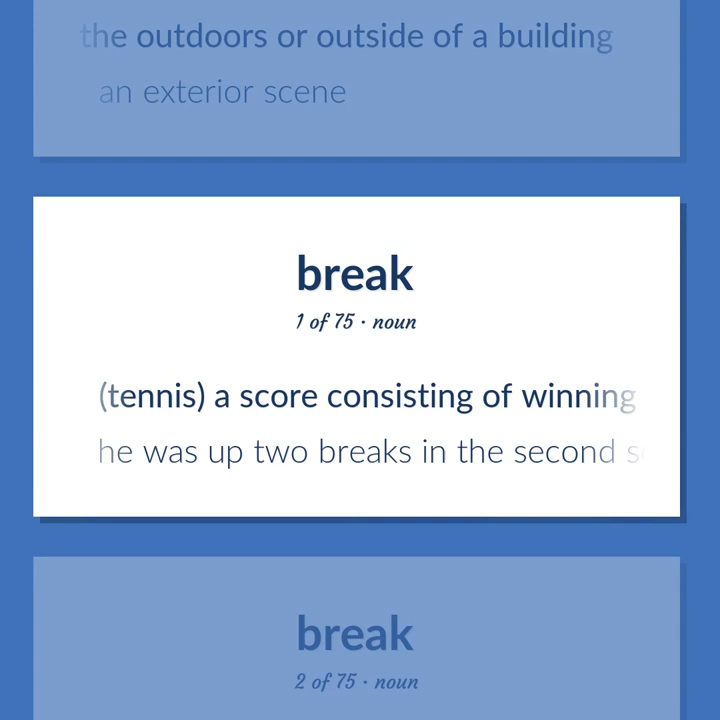 the outdoors or outside of a building
an exterior scene
break
1 of 75 · noun
(tennis) a score consisting of winning
he was up two breaks in the second
break
2 of 75 · noun